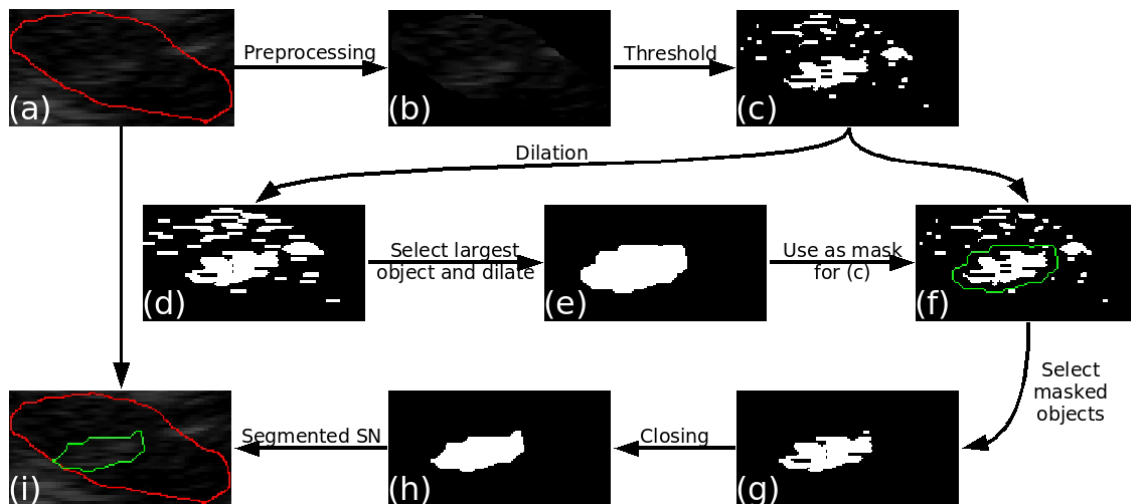 Preprocessing
Threshold
(a)
(b)
(c)
Dilation
Select largest
object and dilate
Use as mask
for (c)
(d)
(e)
(f)
Select
masked
objects
Segmented SN
Closing
(i)
(h)
(g)